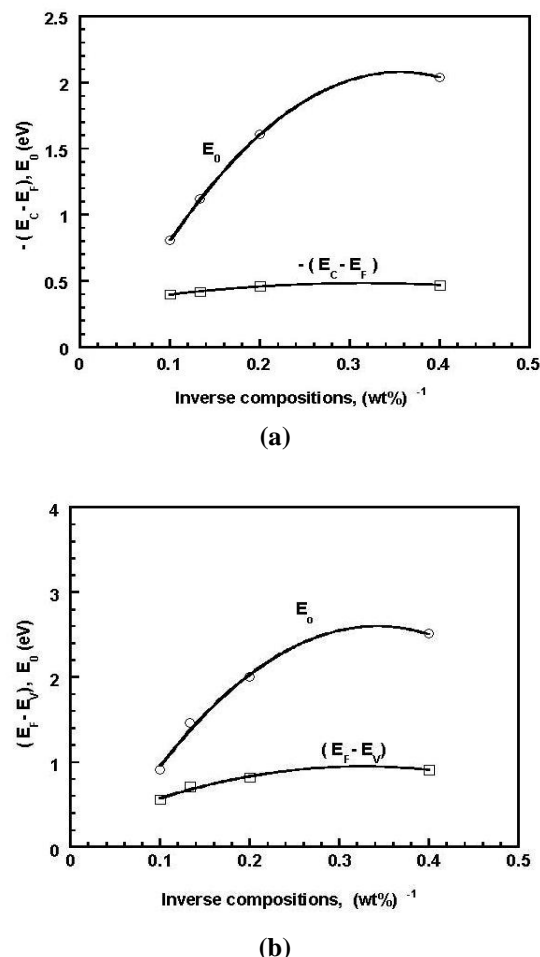 2.5
2
1.5
1
0.5
0
- ( E_C - E_F ), E_0 (eV)
E_0
- ( E_C - E_F )
0 0.1 0.2 0.3 0.4 0.5
Inverse compositions, (wt%) ^-1
(a)
4
3
2
1
0
(E_F - E_V), E_0 (eV)
E_o
(E_F - E_V)
0 0.1 0.2 0.3 0.4 0.5
Inverse compositions, (wt%) ^-1
(b)